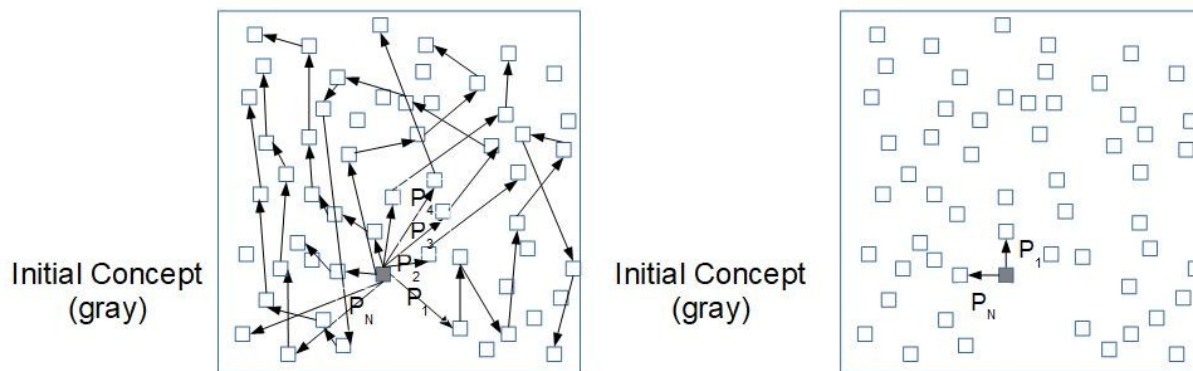 Initial Concept
(gray)
P4
P3
P2
P1
PN
Initial Concept
(gray)
P1
PN